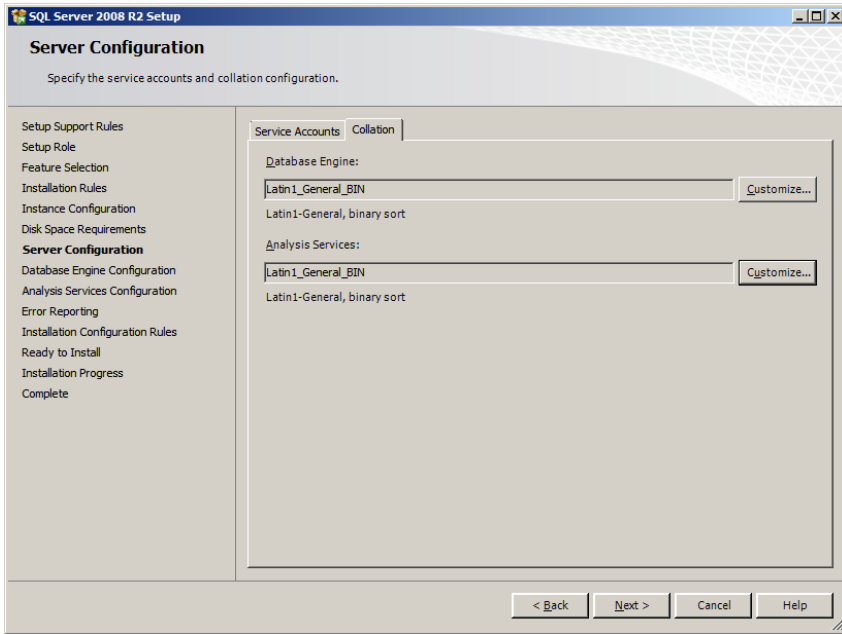 SQL Server 2008 R2 Setup
Server Configuration
Specify the service accounts and collation configuration.
Setup Support Rules
Setup Role
Feature Selection
Installation Rules
Instance Configuration
Disk Space Requirements
Server Configuration
Database Engine Configuration
Analysis Services Configuration
Error Reporting
Installation Configuration Rules
Ready to Install
Installation Progress
Complete
Service Accounts Collation
Database Engine:
Latin1_General_BIN Customize...
Latin1-General, binary sort
Analysis Services:
Latin1_General_BIN Customize...
Latin1-General, binary sort
< Back Next > Cancel Help